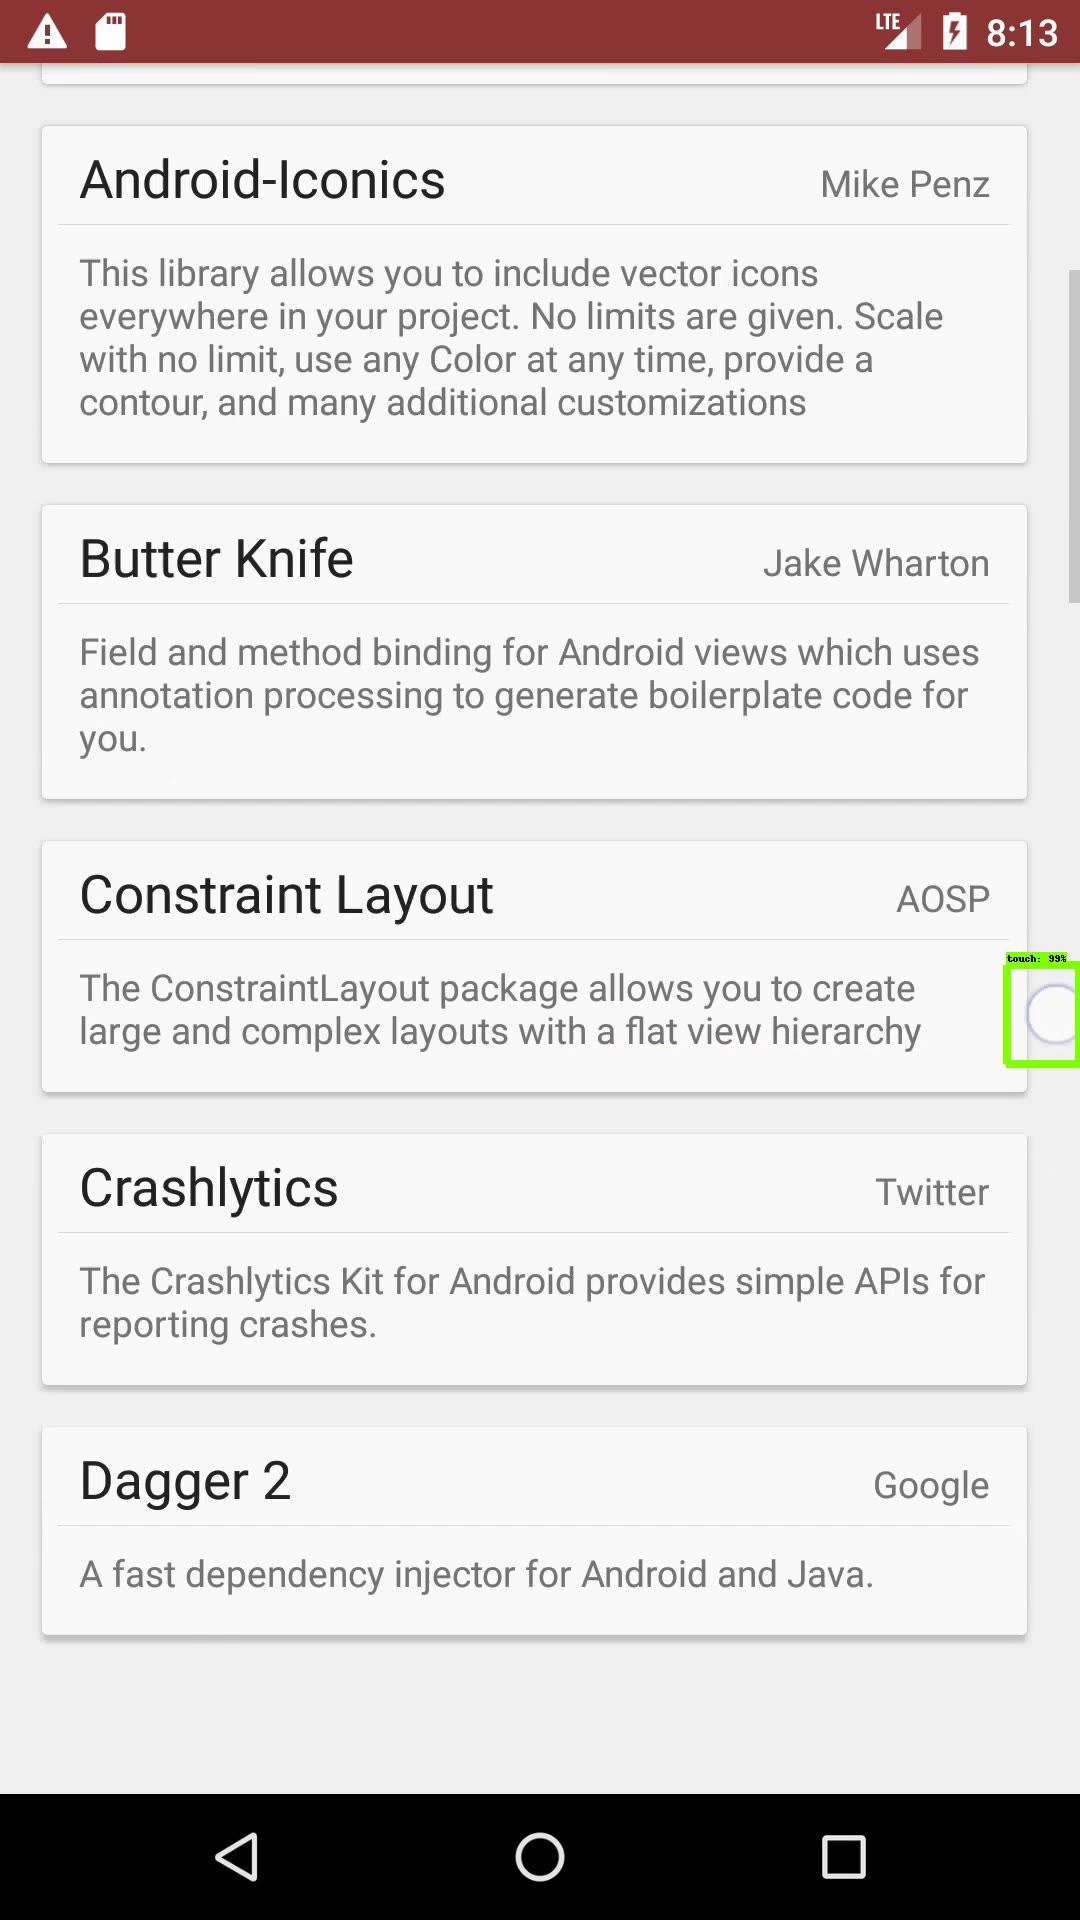 LTE 8:13
Android-Iconics Mike Penz
This library allows you to include vector icons
everywhere in your project. No limits are given. Scale
with no limit, use any Color at any time, provide a
contour, and many additional customizations
Butter Knife Jake Wharton
Field and method binding for Android views which uses
annotation processing to generate boilerplate code for
you.
Constraint Layout AOSP
touch: 99%
The ConstraintLayout package allows you to create
large and complex layouts with a flat view hierarchy
Crashlytics Twitter
The Crashlytics Kit for Android provides simple APIs for
reporting crashes.
Dagger 2 Google
A fast dependency injector for Android and Java.